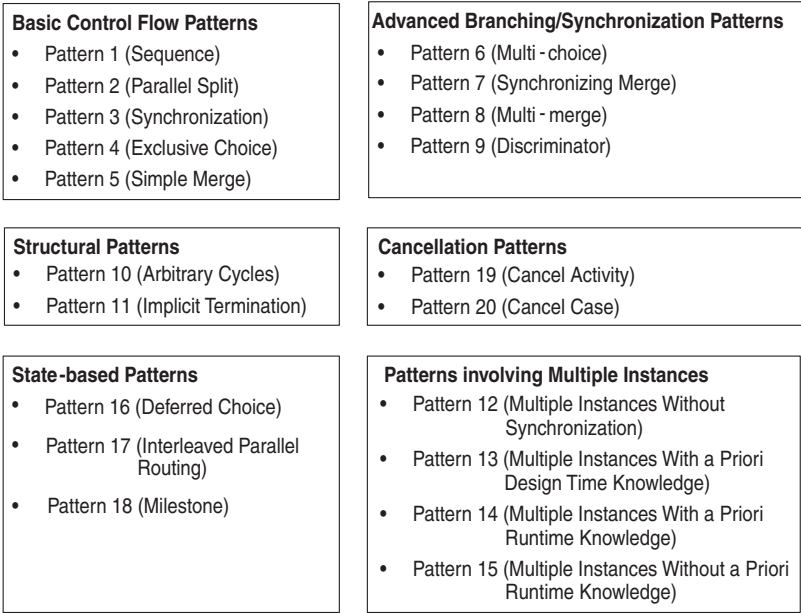 Basic Control Flow Patterns
• Pattern 1 (Sequence)
• Pattern 2 (Parallel Split)
• Pattern 3 (Synchronization)
• Pattern 4 (Exclusive Choice)
• Pattern 5 (Simple Merge)
Advanced Branching/Synchronization Patterns
• Pattern 6 (Multi-choice)
• Pattern 7 (Synchronizing Merge)
• Pattern 8 (Multi-merge)
• Pattern 9 (Discriminator)
Structural Patterns
• Pattern 10 (Arbitrary Cycles)
• Pattern 11 (Implicit Termination)
Cancellation Patterns
• Pattern 19 (Cancel Activity)
• Pattern 20 (Cancel Case)
State-based Patterns
• Pattern 16 (Deferred Choice)
• Pattern 17 (Interleaved Parallel
Routing)
• Pattern 18 (Milestone)
Patterns involving Multiple Instances
• Pattern 12 (Multiple Instances Without
Synchronization)
• Pattern 13 (Multiple Instances With a Priori
Design Time Knowledge)
• Pattern 14 (Multiple Instances With a Priori
Runtime Knowledge)
• Pattern 15 (Multiple Instances Without a Priori
Runtime Knowledge)